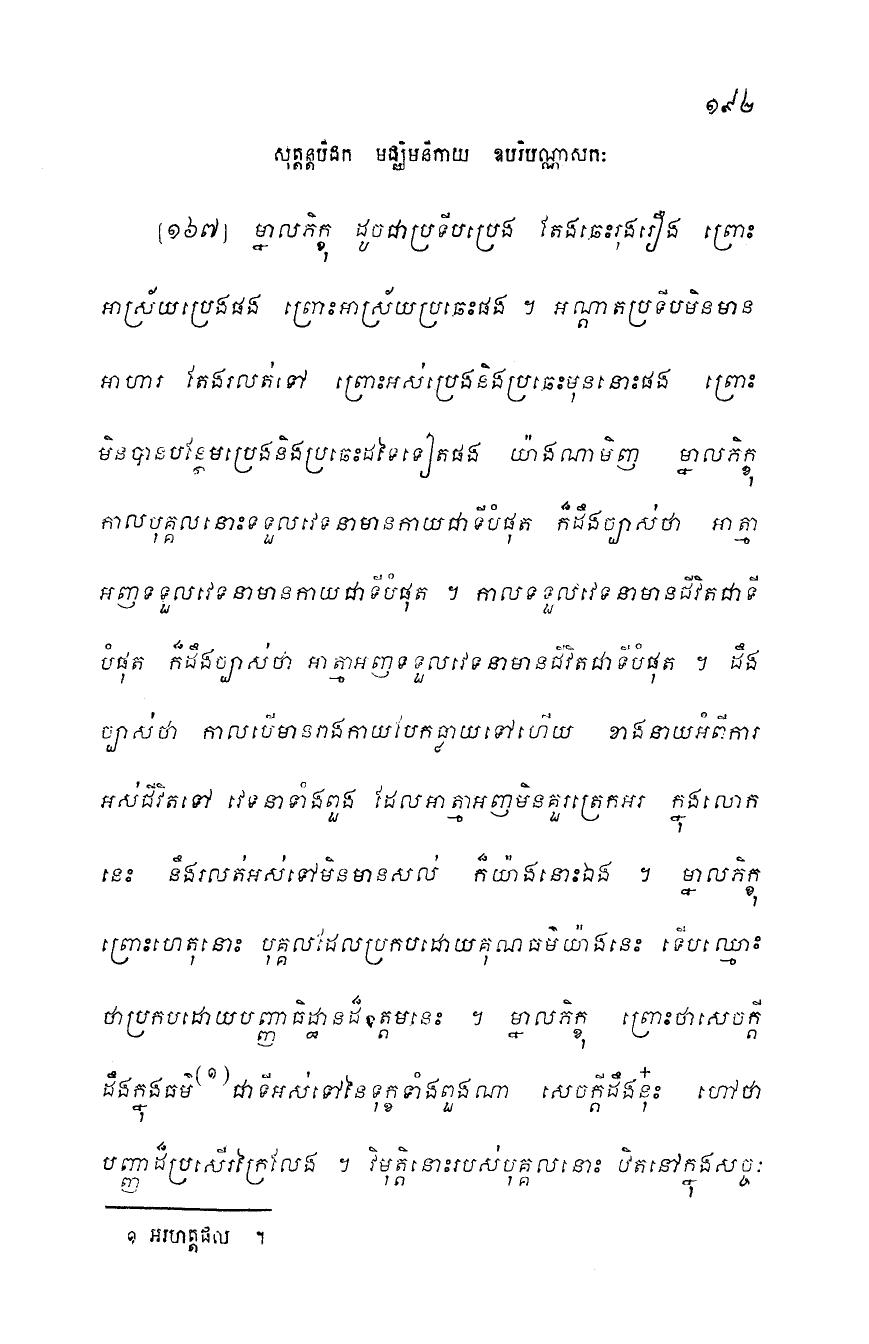 ១៩២
សុត្តន្តបិដក មជ្ឈិមនិកាយ ឧបរិបណ្ណាសកៈ
[១៦៧] ម្នាលភិក្ខុ ដូចជាប្រទីបប្រេង តែងឆេះរុងរឿង ព្រោះ
អាស្រ័យប្រេងផង ព្រោះអាស្រ័យប្រឆេះផង ។ អណ្តាតប្រទីបមិនមាន
អាហារ តែងរលត់ទៅ ព្រោះអស់ប្រេងនិងប្រឆេះមុននោះផង ព្រោះ
មិនបានបន្ថែមប្រេងនិងប្រឆេះដទៃទៀតផង យ៉ាងណាមិញ ម្នាលភិក្ខុ
កាលបុគ្គលនោះទទួលវេទនាមានកាយជាទីបំផុត ក៏ដឹងច្បាស់ថា អាត្មា
អញទទួលវេទនាមានកាយជាទីបំផុត ។ កាលទទួលវេទនាមានជីវិតជាទី
បំផុត ក៏ដឹងច្បាស់ថា អាត្មាអញទទួលវេទនាមានជីវិតជាទីបំផុត ។ ដឹង
ច្បាស់ថា កាលបើមានរាងកាយបែកធ្លាយទៅហើយ ខាងនាយអំពីការ
អស់ជីវិតទៅ វេទនាទាំងពួង ដែលអាត្មាអញមិនគួរត្រេកអរ ក្នុងលោក
នេះ នឹងរលត់អស់ទៅមិនមានសល់ ក៏យ៉ាងនោះឯង ។ ម្នាលភិក្ខុ
ព្រោះហេតុនោះ បុគ្គលដែលប្រកបដោយគុណធម៌យ៉ាងនេះ ទើបឈ្មោះ
ថាប្រកបដោយបញ្ញាធិដ្ឋានដ៏ឧត្តមនេះ ។ ម្នាលភិក្ខុ ព្រោះថាសេចក្តី
ដឹងក្នុងធម៌(១)ជាទីអស់ទៅនៃទុក្ខទាំងពួងណា សេចក្តីដឹងនុ៎ះ ហៅថា
បញ្ញាដ៏ប្រសើរក្រៃលែង ។ វិមុត្តិនោះរបស់បុគ្គលនោះ ឋិតនៅក្នុងសច្ចៈ
១ អរហត្តផល ។